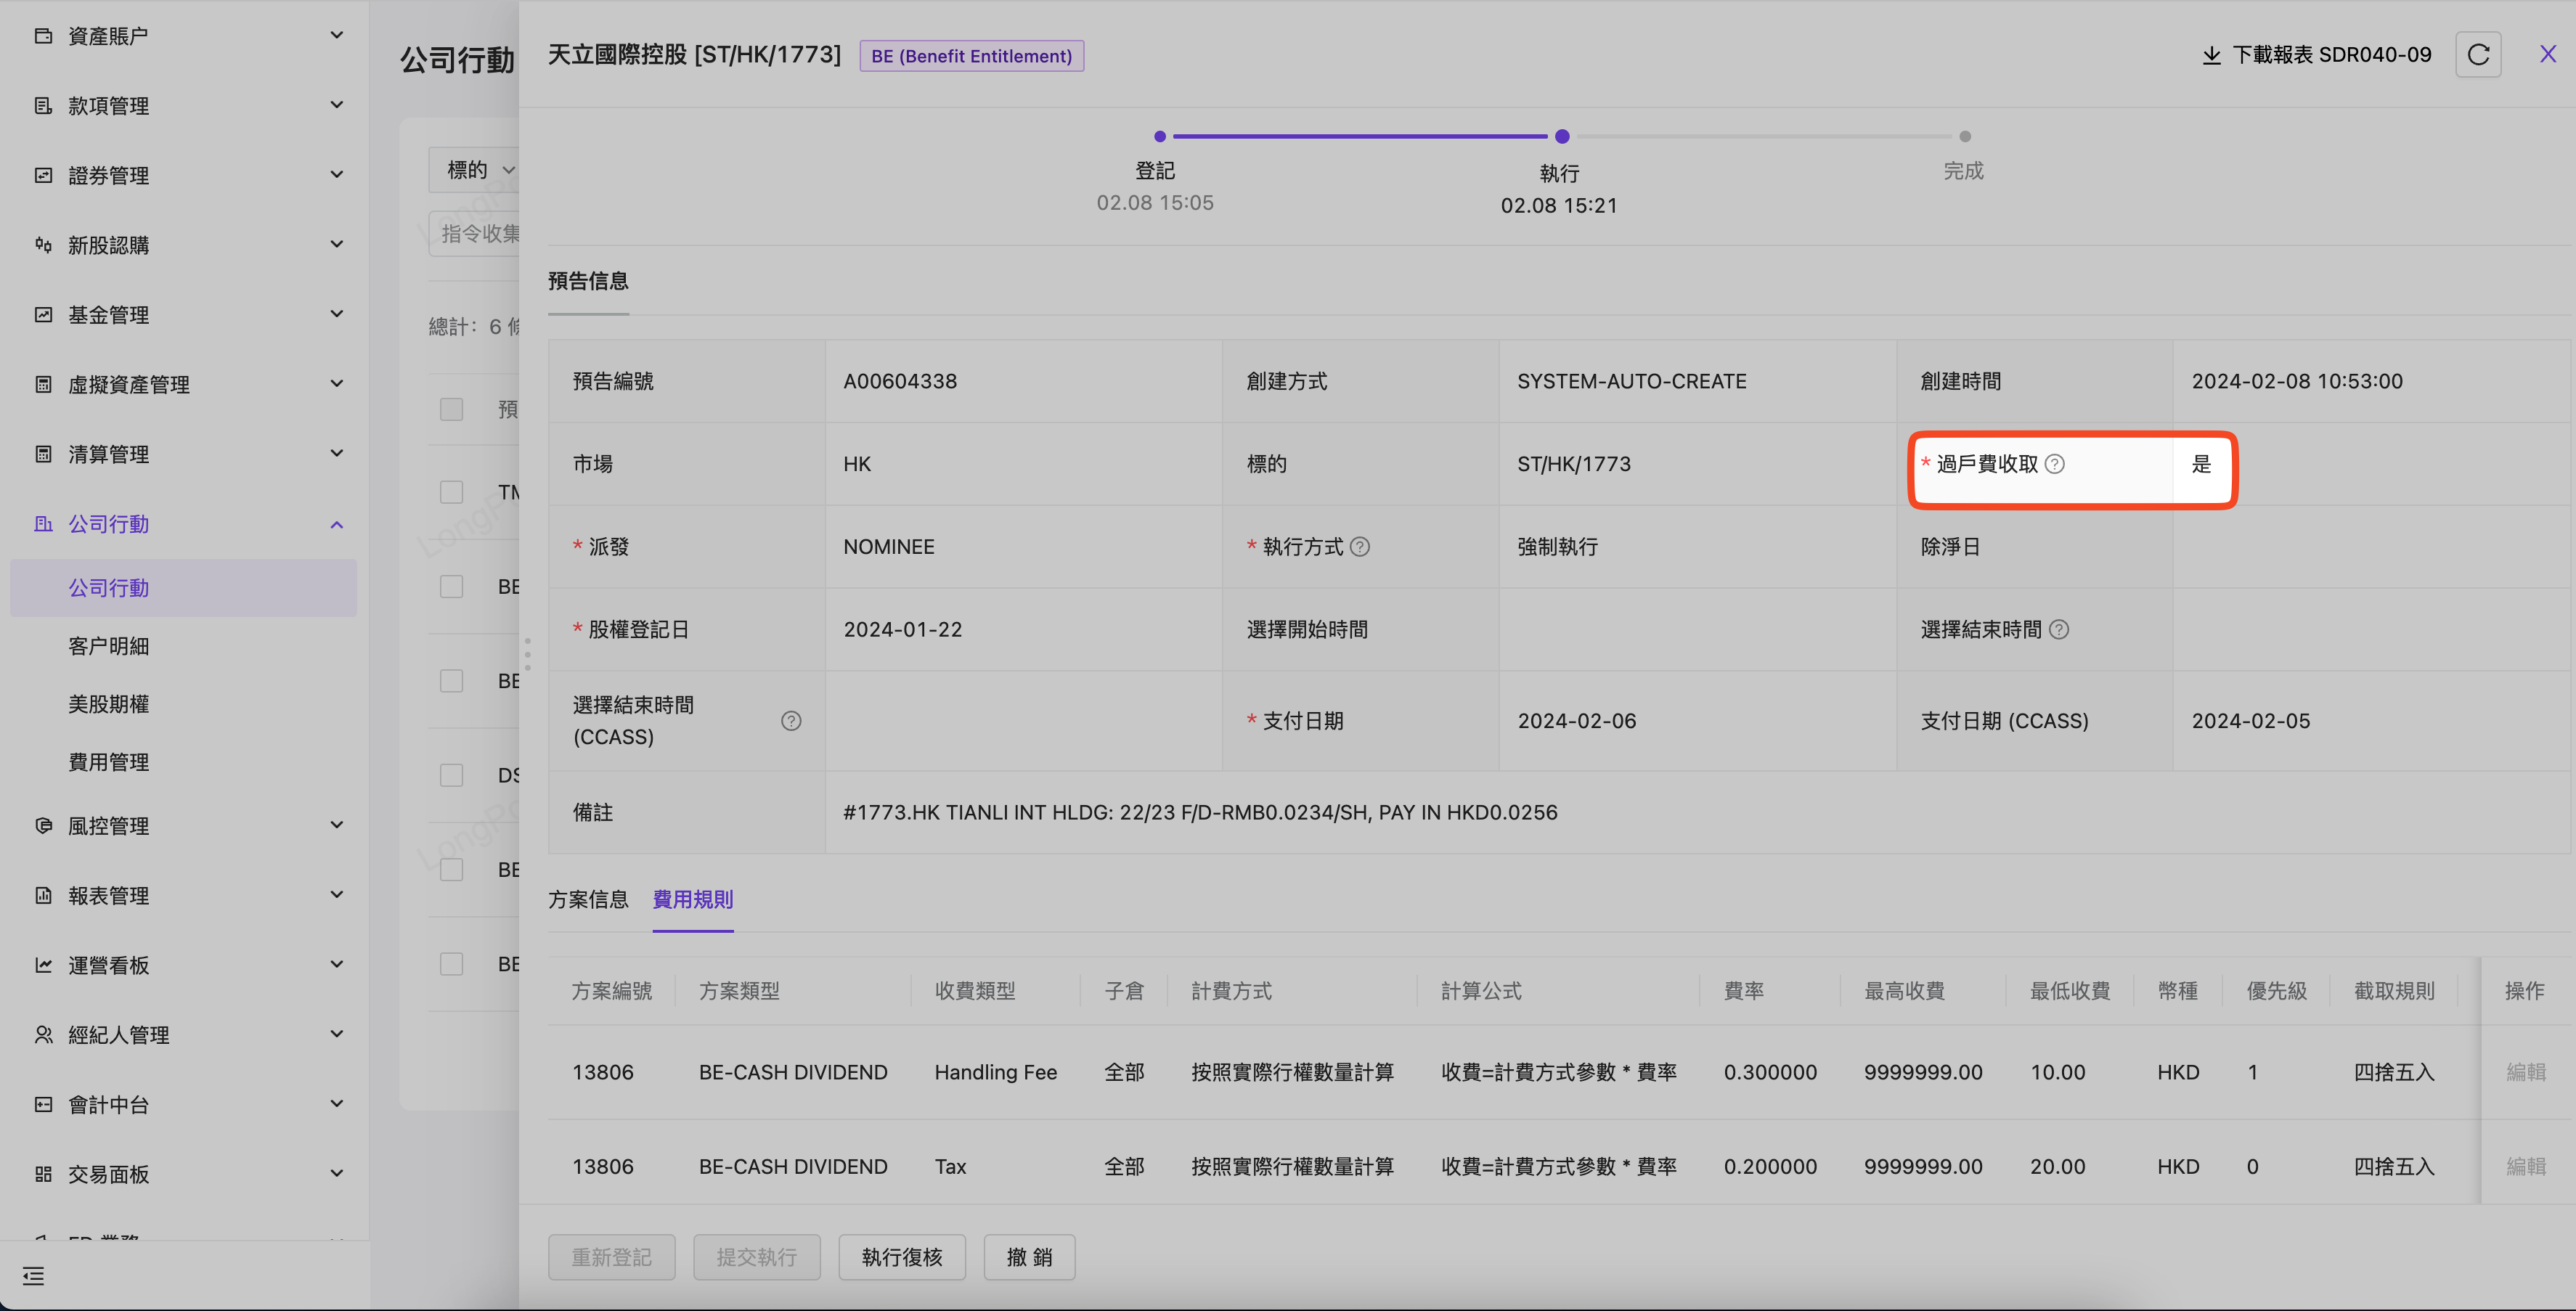 資產賬户
款項管理
證券管理
新股認購
基金管理
虛擬資產管理
清算管理
公司行動
公司行動
客户明細
美股期權
費用管理
風控管理
報表管理
運營看板
經紀人管理
會計中台
交易面板
公司行動
標的
指令收集
總計：6
預
TM
BE
BE
DS
BE
BE
LongPo
LongPo
LongPo
天立國際控股 [ST/HK/1773] BE (Benefit Entitlement)
下載報表 SDR040-09
登記 執行 完成
02.08 15:05 02.08 15:21
預告信息
預告編號 A00604338 創建方式 SYSTEM-AUTO-CREATE 創建時間 2024-02-08 10:53:00
市場 HK 標的 ST/HK/1773 * 過戶費收取 ? 是
* 派發 NOMINEE * 執行方式 ? 強制執行 除淨日
* 股權登記日 2024-01-22 選擇開始時間 選擇結束時間 ?
選擇結束時間 (CCASS) ? * 支付日期 2024-02-06 支付日期 (CCASS) 2024-02-05
備註 #1773.HK TIANLI INT HLDG: 22/23 F/D-RMB0.0234/SH, PAY IN HKD0.0256
方案信息 費用規則
方案編號 方案類型 收費類型 子倉 計費方式 計算公式 費率 最高收費 最低收費 幣種 優先級 截取規則 操作
13806 BE-CASH DIVIDEND Handling Fee 全部 按照實際行權數量計算 收費=計費方式參數 * 費率 0.300000 9999999.00 10.00 HKD 1 四捨五入 編輯
13806 BE-CASH DIVIDEND Tax 全部 按照實際行權數量計算 收費=計費方式參數 * 費率 0.200000 9999999.00 20.00 HKD 0 四捨五入 編輯
重新登記 提交執行 執行復核 撤 銷